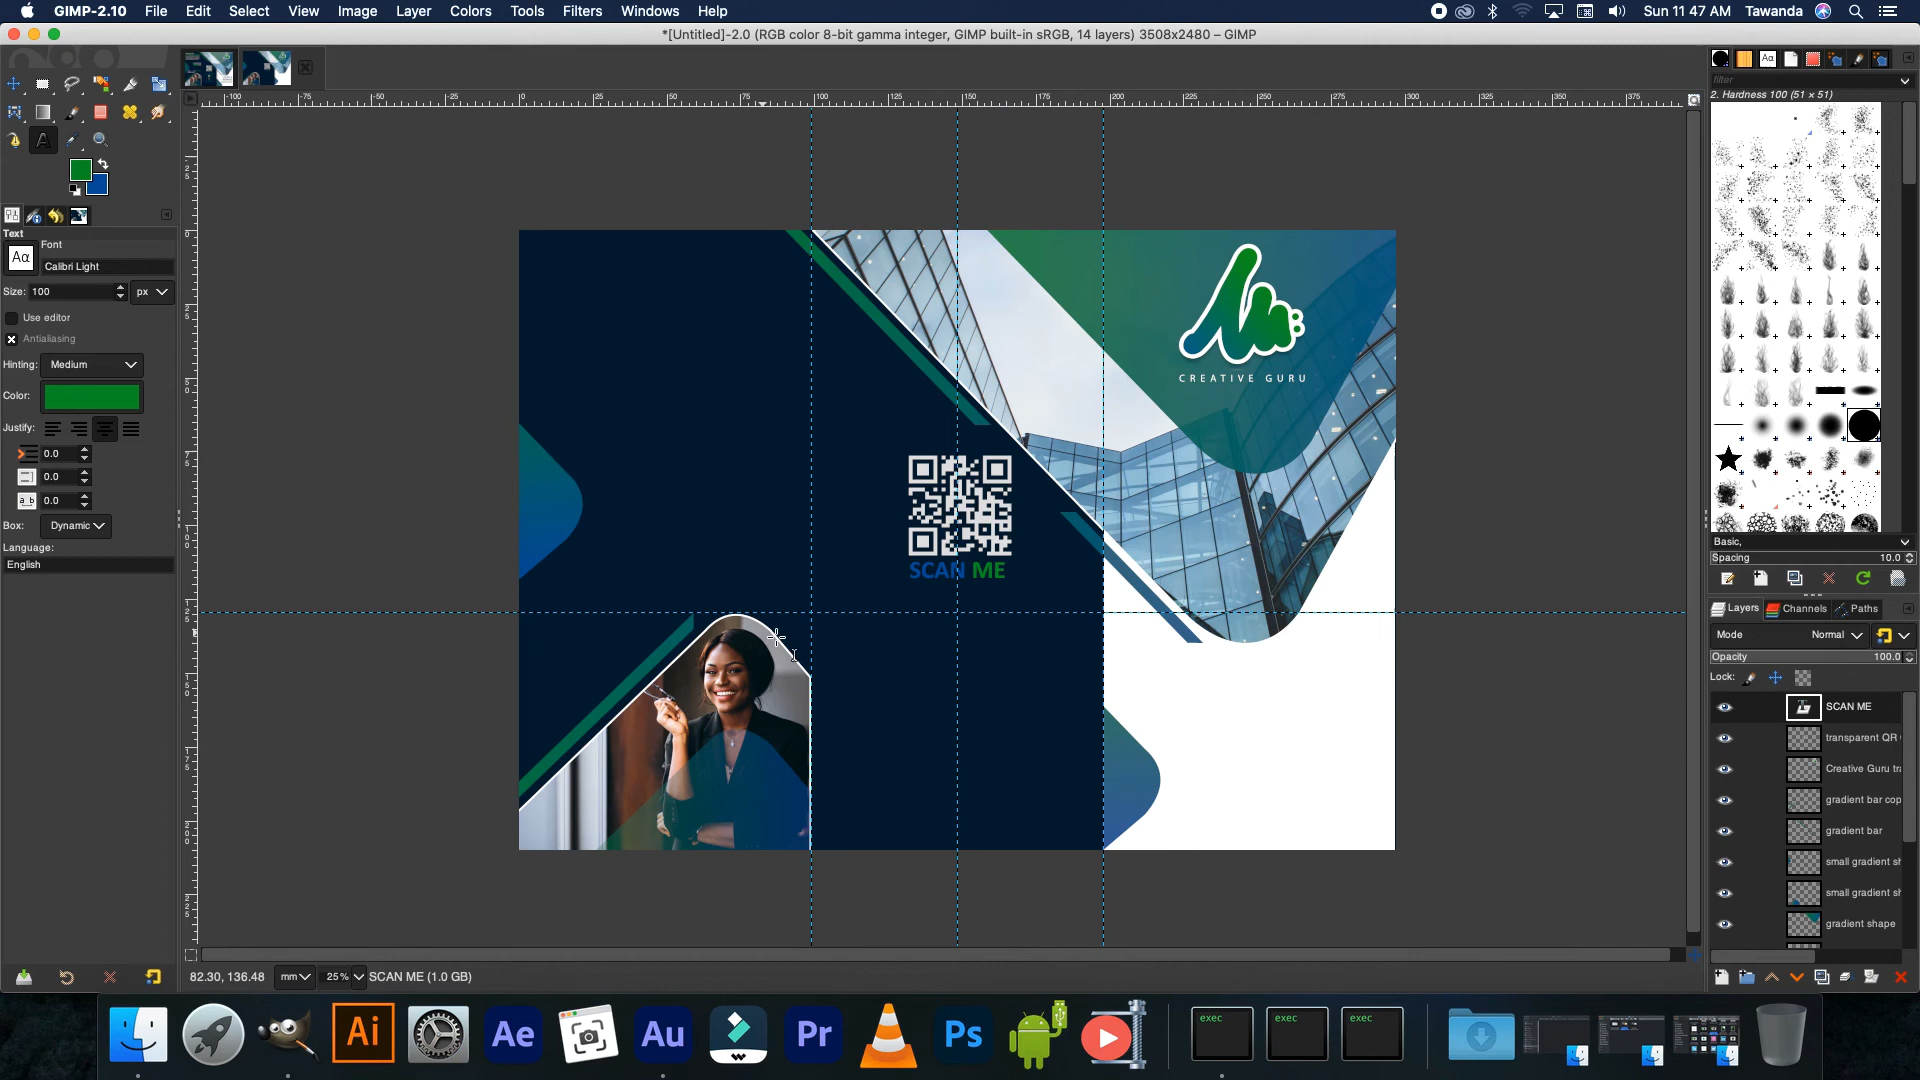 GIMP-2.10 File Edit Select View Image Layer Colors Tools Filters Windows Help Sun 11 47 AM Tawanda
*[Untitled]-2.0 (RGB color 8-bit gamma integer, GIMP built-in sRGB, 14 layers) 3508x2480 – GIMP
filter
2. Hardness 100 (51 × 51)
Text
Font
Aα
Calibri Light
Size: 100 px
Use editor
Antialiasing
Hinting: Medium
Color:
Justify:
0.0
0.0
0.0
Box: Dynamic
Language:
English
CREATIVE GURU
SCAN ME
Basic,
Spacing 10.0
Layers Channels Paths
Mode Normal
Opacity 100.0
Lock:
SCAN ME
transparent QR
Creative Guru tra
gradient bar cop
gradient bar
small gradient sh
small gradient sh
gradient shape
82.30, 136.48 mm 25% SCAN ME (1.0 GB)
Ai Ae Au Pr Ps exec exec exec